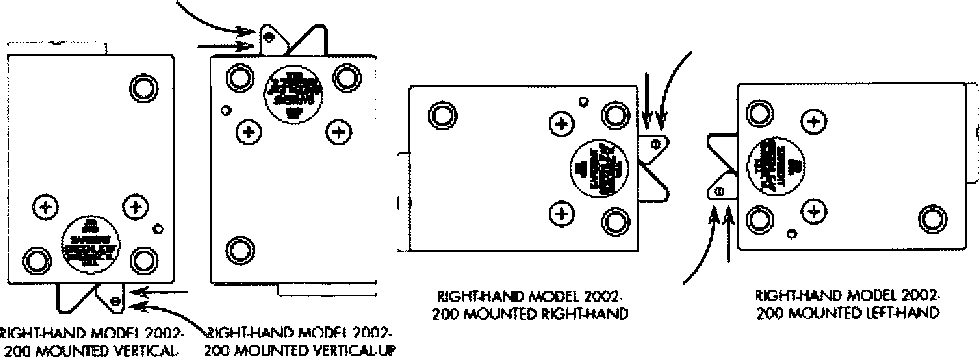 RIGHT-HAND MODEL 2002-
200 MOUNTED VERTICAL-
RIGHT-HAND MODEL 2002-
200 MOUNTED VERTICAL-UP
RIGHT-HAND MODEL 2002-
200 MOUNTED RIGHT-HAND
RIGHT-HAND MODEL 2002-
200 MOUNTED LEFT-HAND